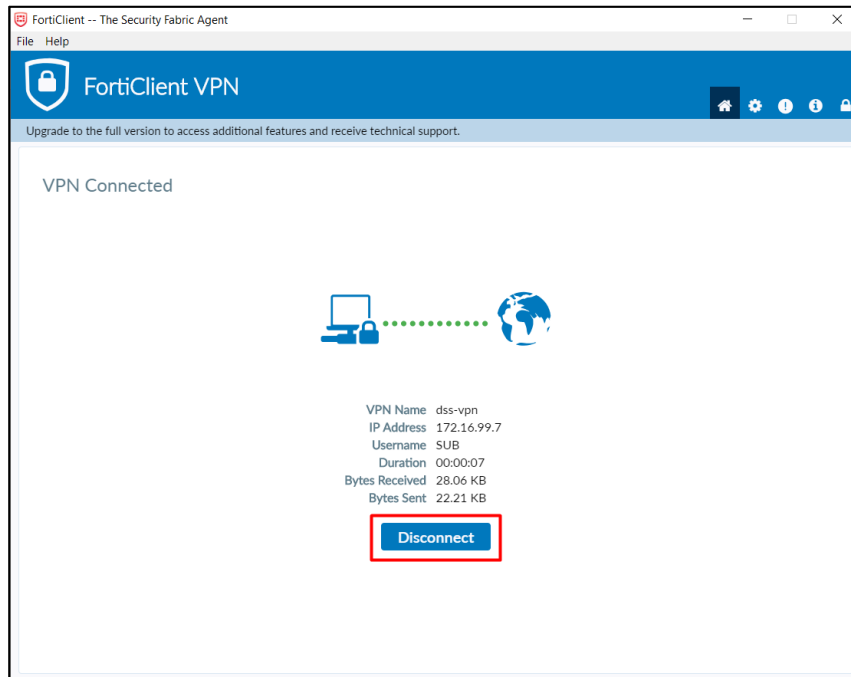 FortiClient -- The Security Fabric Agent
File Help
FortiClient VPN
Upgrade to the full version to access additional features and receive technical support.
VPN Connected
VPN Name dss-vpn
IP Address 172.16.99.7
Username SUB
Duration 00:00:07
Bytes Received 28.06 KB
Bytes Sent 22.21 KB
Disconnect